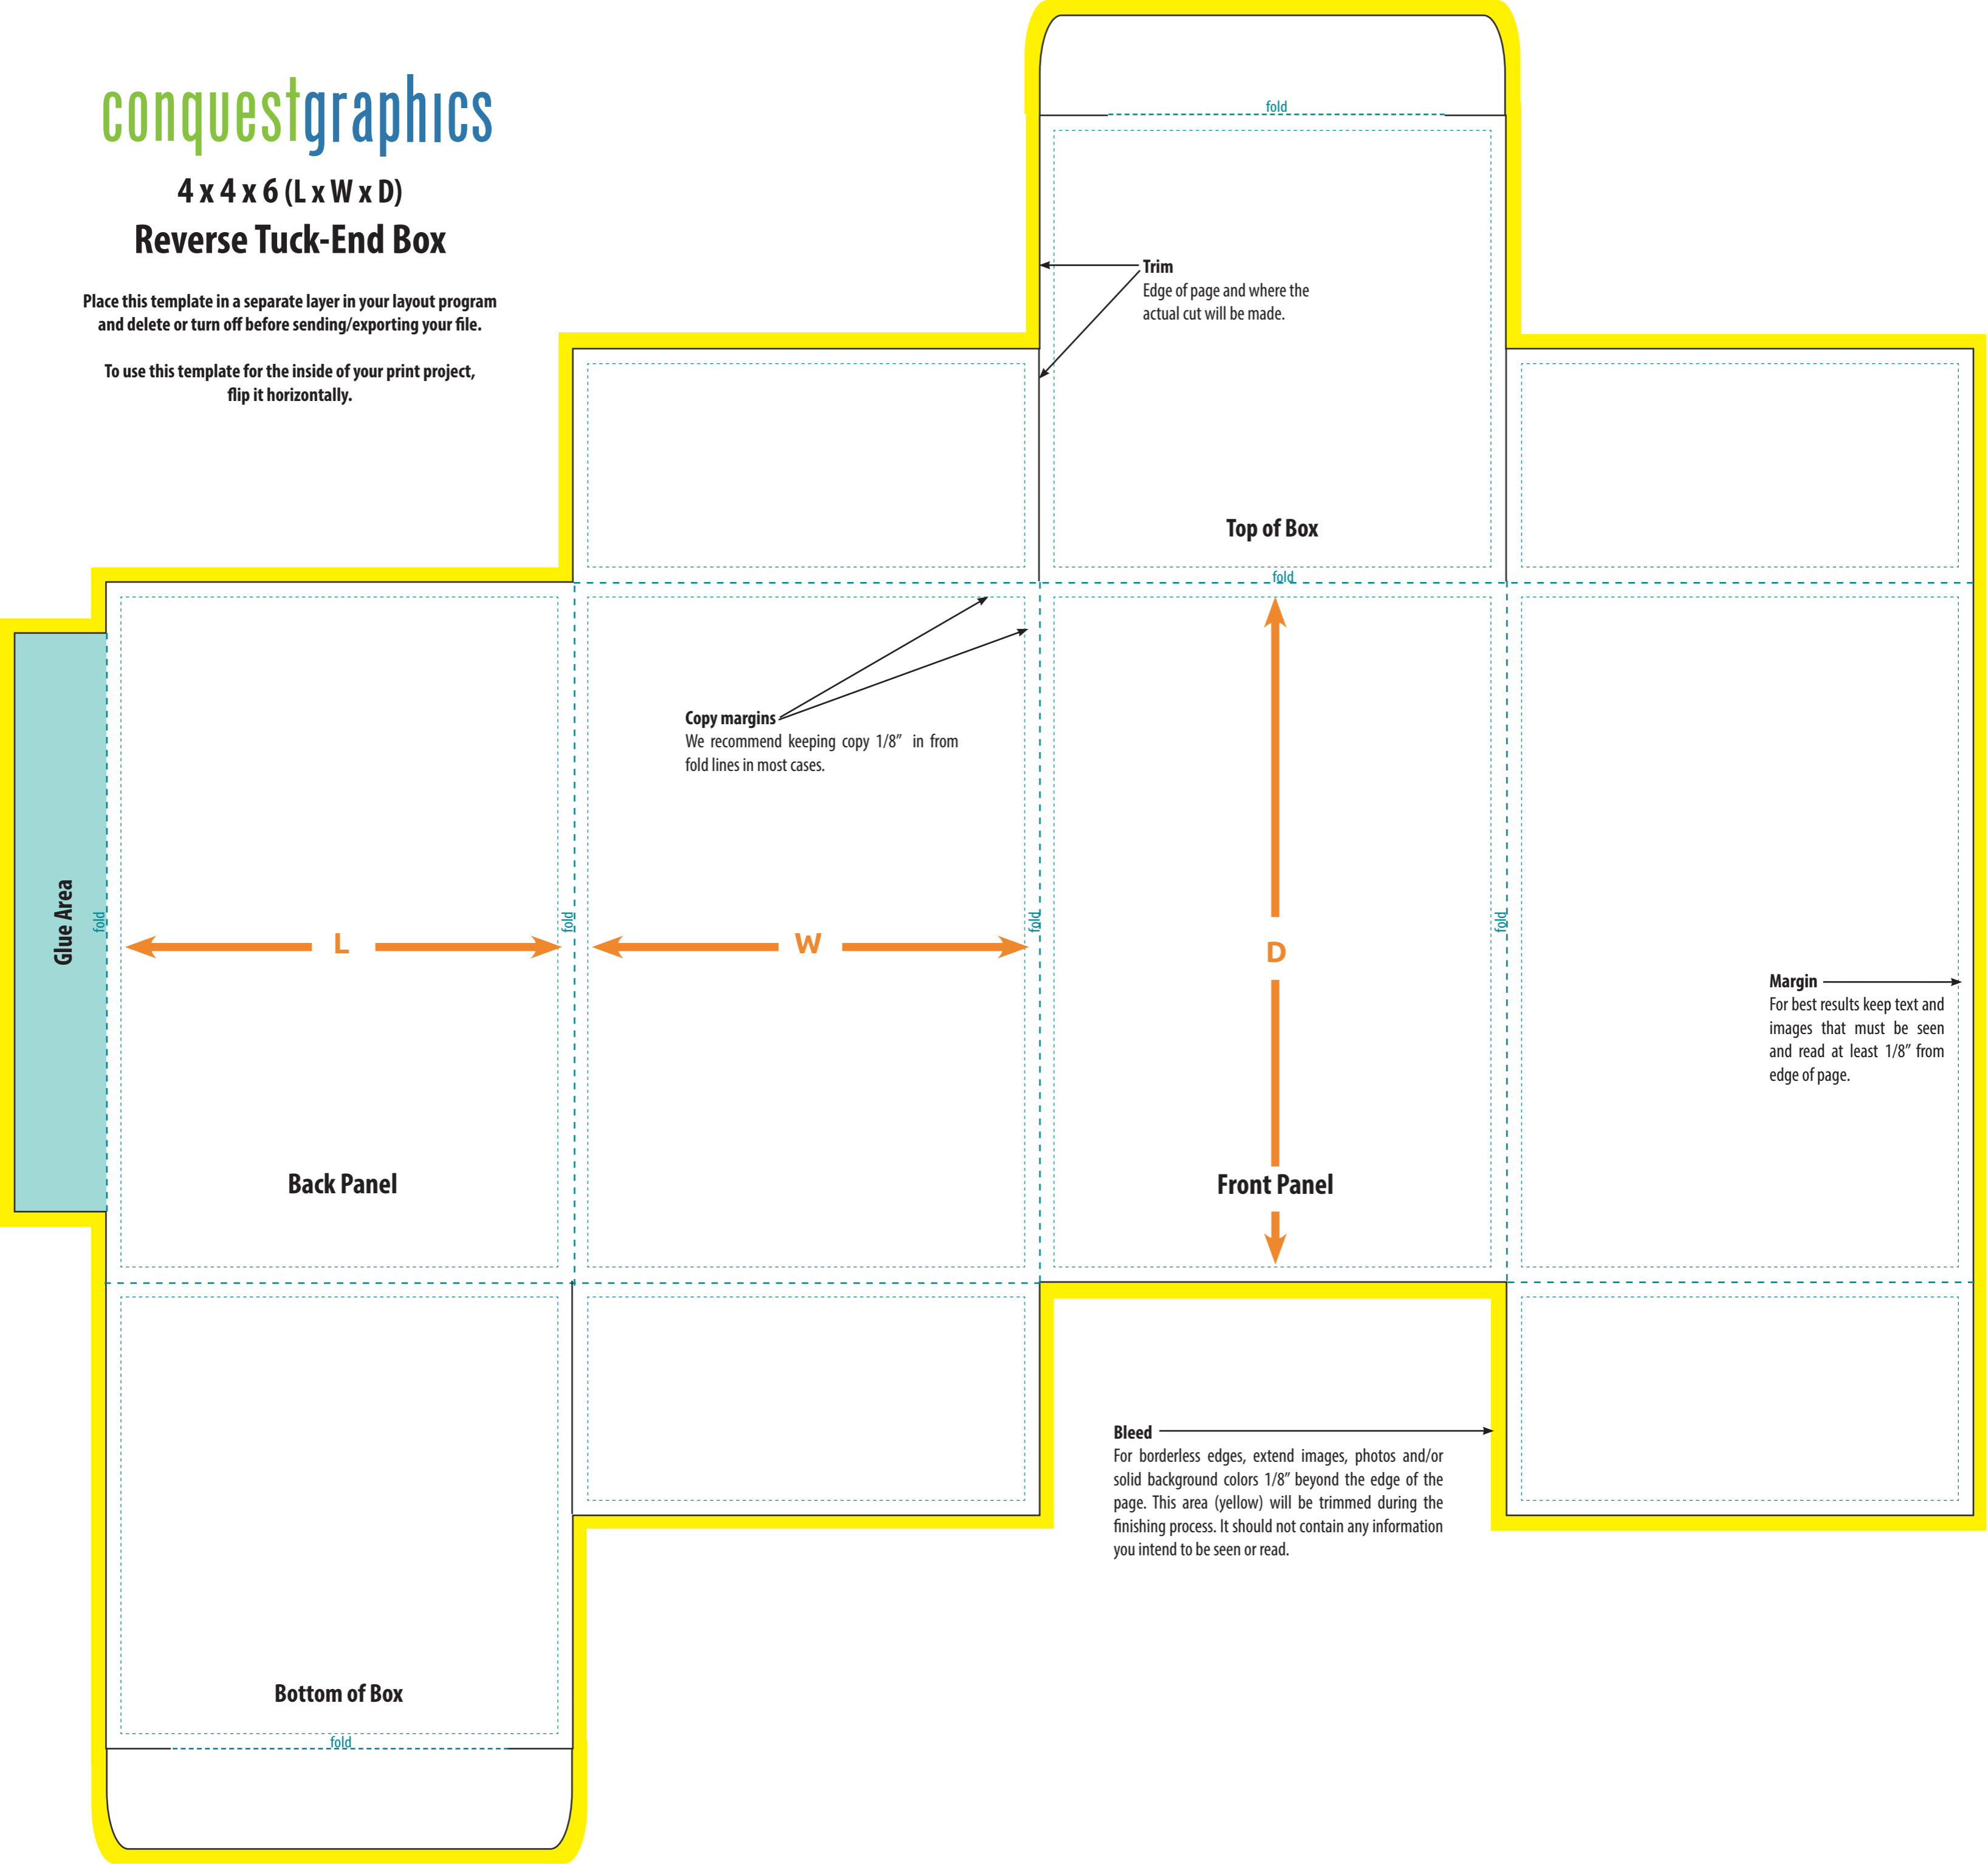 conquestgraphics
4 x 4 x 6 (L x W x D)
Reverse Tuck-End Box
Place this template in a separate layer in your layout program
and delete or turn off before sending/exporting your file.
To use this template for the inside of your print project,
flip it horizontally.
fold
Trim
Edge of page and where the
actual cut will be made.
Top of Box
fold
Copy margins
We recommend keeping copy 1/8" in from
fold lines in most cases.
Glue Area
fold
fold
fold
fold
L
W
D
Margin
For best results keep text and
images that must be seen
and read at least 1/8" from
edge of page.
Back Panel
Front Panel
Bleed
For borderless edges, extend images, photos and/or
solid background colors 1/8" beyond the edge of the
page. This area (yellow) will be trimmed during the
finishing process. It should not contain any information
you intend to be seen or read.
Bottom of Box
fold